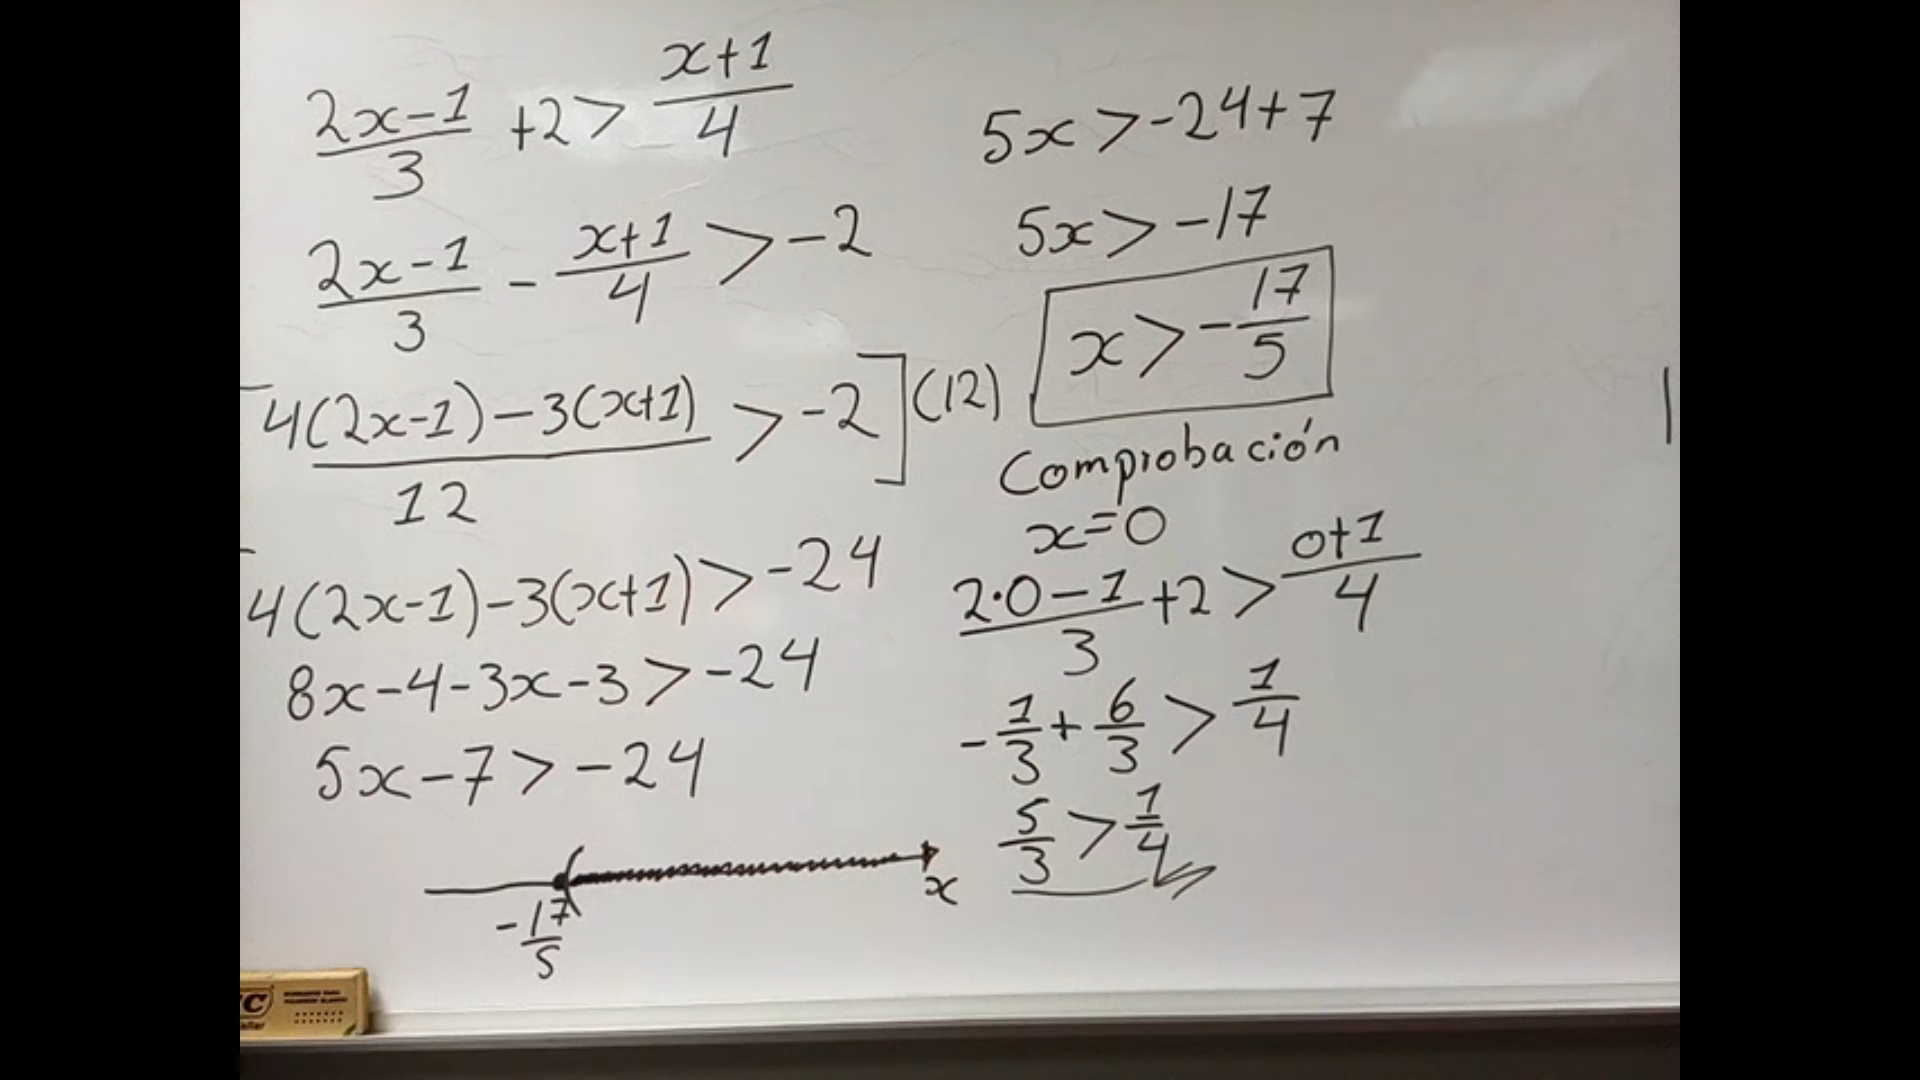 (2x-1)/3 +2 > (x+1)/4
(2x-1)/3 - (x+1)/4 > -2
[4(2x-1)-3(x+1)]/12 > -2](12)
4(2x-1)-3(x+1) > -24
8x-4-3x-3 > -24
5x-7 > -24
-17/5
x
5x > -24+7
5x > -17
x > -17/5
Comprobación
x=0
(2·0-1)/3 +2 > (0+1)/4
-1/3 + 6/3 > 1/4
5/3 > 1/4